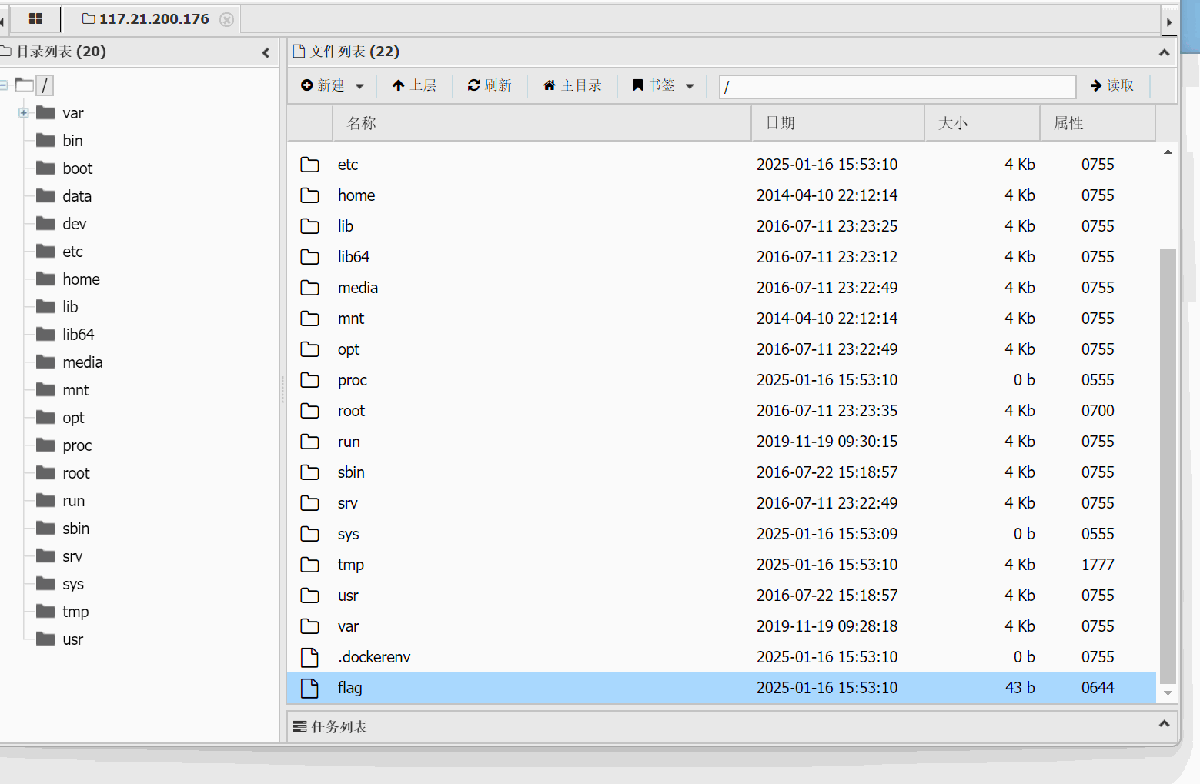 117.21.200.176
目录列表 (20)
/
var
bin
boot
data
dev
etc
home
lib
lib64
media
mnt
opt
proc
root
run
sbin
srv
sys
tmp
usr
文件列表 (22)
新建 上层 刷新 主目录 书签 / 读取
名称 日期 大小 属性
etc 2025-01-16 15:53:10 4 Kb 0755
home 2014-04-10 22:12:14 4 Kb 0755
lib 2016-07-11 23:23:25 4 Kb 0755
lib64 2016-07-11 23:23:12 4 Kb 0755
media 2016-07-11 23:22:49 4 Kb 0755
mnt 2014-04-10 22:12:14 4 Kb 0755
opt 2016-07-11 23:22:49 4 Kb 0755
proc 2025-01-16 15:53:10 0 b 0555
root 2016-07-11 23:23:35 4 Kb 0700
run 2019-11-19 09:30:15 4 Kb 0755
sbin 2016-07-22 15:18:57 4 Kb 0755
srv 2016-07-11 23:22:49 4 Kb 0755
sys 2025-01-16 15:53:09 0 b 0555
tmp 2025-01-16 15:53:10 4 Kb 1777
usr 2016-07-22 15:18:57 4 Kb 0755
var 2019-11-19 09:28:18 4 Kb 0755
.dockerenv 2025-01-16 15:53:10 0 b 0755
flag 2025-01-16 15:53:10 43 b 0644
任务列表